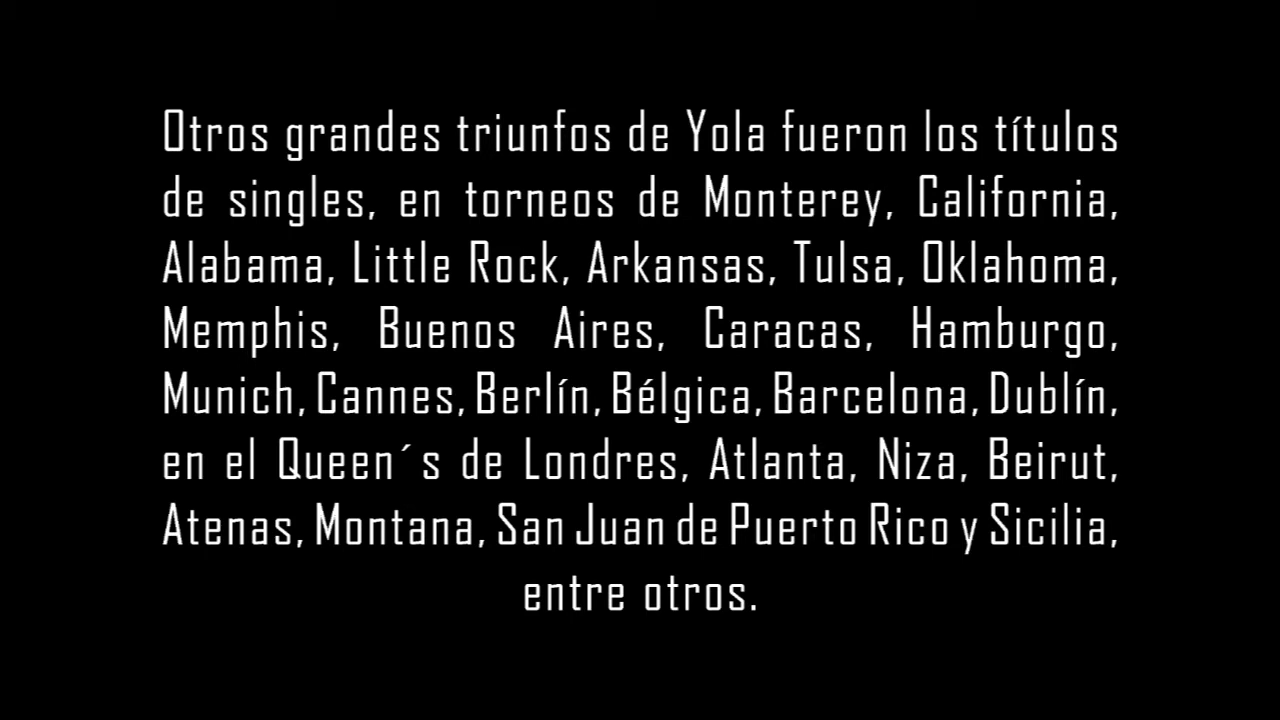 Otros grandes triunfos de Yola fueron los títulos
de singles, en torneos de Monterey, California,
Alabama, Little Rock, Arkansas, Tulsa, Oklahoma,
Memphis, Buenos Aires, Caracas, Hamburgo,
Munich, Cannes, Berlín, Bélgica, Barcelona, Dublín,
en el Queen´s de Londres, Atlanta, Niza, Beirut,
Atenas, Montana, San Juan de Puerto Rico y Sicilia,
entre otros.